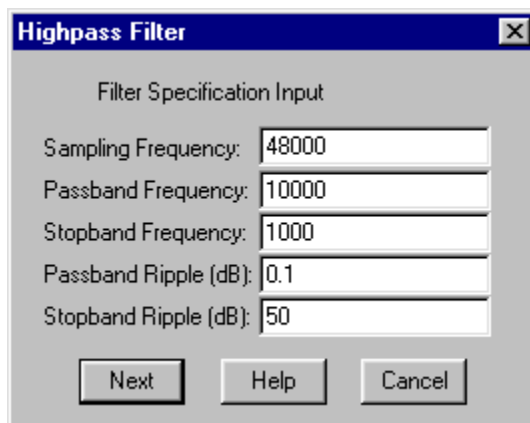 Highpass Filter
Filter Specification Input
Sampling Frequency: 48000
Passband Frequency: 10000
Stopband Frequency: 1000
Passband Ripple (dB): 0.1
Stopband Ripple (dB): 50
Next Help Cancel